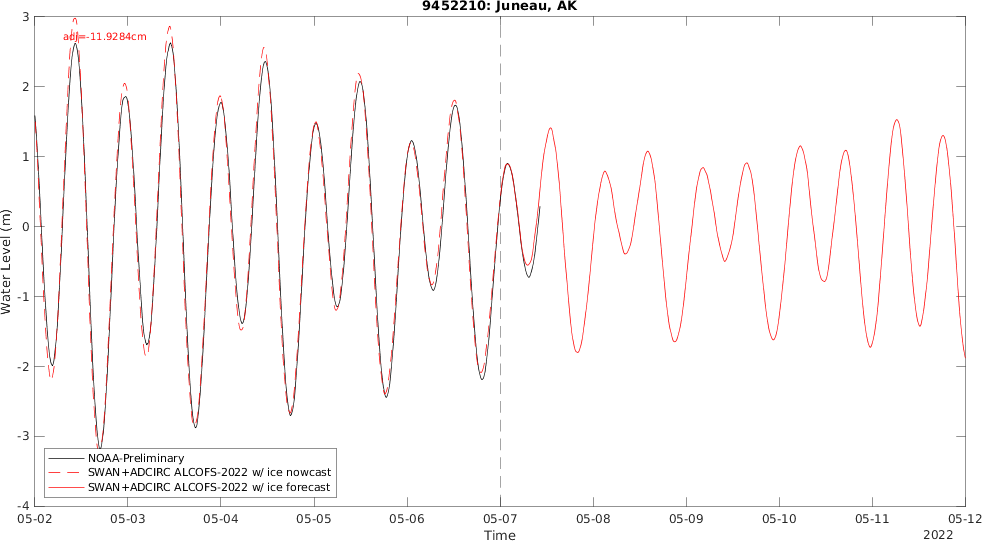 9452210: Juneau, AK
adj=-11.9284cm
3
2
1
0
-1
-2
-3
-4
Water Level (m)
NOAA-Preliminary
SWAN+ADCIRC ALCOFS-2022 w/ ice nowcast
SWAN+ADCIRC ALCOFS-2022 w/ ice forecast
05-02 05-03 05-04 05-05 05-06 05-07 05-08 05-09 05-10 05-11 05-12
Time
2022